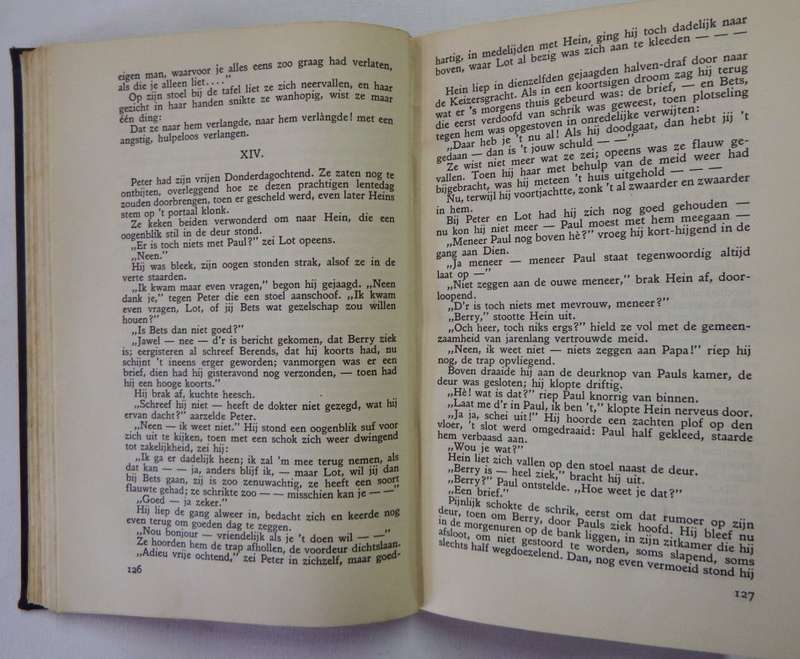 eigen man, waarvoor je alles eens zoo graag had verlaten,
als die je alleen liet. . . ."
Op zijn stoel bij de tafel liet ze zich neervallen, en haar
gezicht in haar handen snikte ze wanhopig, wist ze maar
één ding:
Dat ze naar hem verlangde, naar hem verlàngde! met een
angstig, hulpeloos verlangen.
XIV.
Peter had zijn vrijen Donderdagochtend. Ze zaten nog te
ontbijten, overleggend hoe ze dezen prachtigen lentedag
zouden doorbrengen, toen er gescheld werd, even later Heins
stem op 't portaal klonk.
Ze keken beiden verwonderd om naar Hein, die een
oogenblik stil in de deur stond.
„Er is toch niets met Paul?" zei Lot opeens.
„Neen."
Hij was bleek, zijn oogen stonden strak, alsof ze in de
verte staarden.
„Ik kwam maar even vragen," begon hij gejaagd. „Neen
dank je," tegen Peter die een stoel aanschoof. „Ik kwam
even vragen, Lot, of jij Bets wat gezelschap zou willen
houen?"
„Is Bets dan niet goed?"
„Jawel — nee — d'r is bericht gekomen, dat Berry ziek
is; eergisteren al schreef Berends, dat hij koorts had, nu
schijnt 't ineens erger geworden; vanmorgen was er een
brief, dien had hij gisteravond nog verzonden, — toen had
hij een hooge koorts."
Hij brak af, kuchte heesch.
„Schreef hij niet — heeft de dokter niet gezegd, wat hij
ervan dacht?" aarzelde Peter.
„Neen — ik weet niet." Hij stond een oogenblik suf voor
zich uit te kijken, toen met een schok zich weer dwingend
tot zakelijkheid, zei hij:
„Ik ga er dadelijk heen; ik zal 'm mee terug nemen, als
dat kan — — ja, anders blijf ik, — maar Lot, wil jij dan
bij Bets gaan, zij is zoo zenuwachtig, ze heeft een soort
flauwte gehad; ze schrikte zoo — — misschien kan je — —"
„Goed — ja zeker."
Hij liep de gang alweer in, bedacht zich en keerde nog
even terug om goeden dag te zeggen.
„Nou bonjour — vriendelijk als je 't doen wil — —"
Ze hoorden hem de trap afhollen, de voordeur dichtslaan.
„Adieu vrije ochtend," zei Peter in zichzelf, maar goed-
126
hartig, in medelijden met Hein, ging hij toch dadelijk naar
boven, waar Lot al bezig was zich aan te kleeden — — —
Hein liep in dienzelfden gejaagden halven-draf door naar
de Keizersgracht. Als in een koortsigen droom zag hij terug
wat er 's morgens thuis gebeurd was: de brief, — en Bets,
die eerst verdoofd van schrik was geweest, toen plotseling
tegen hem was opgestoven in onredelijke verwijten:
„Daar heb je 't nu al! Als hij doodgaat, dan hebt jij 't
gedaan — dan is 't jouw schuld — —"
Ze wist niet meer wat ze zei; opeens was ze flauw ge-
vallen. Toen hij haar met behulp van de meid weer had
bijgebracht, was hij meteen 't huis uitgehold — — —
Nu, terwijl hij voortjachtte, zonk 't al zwaarder en zwaarder
in hem.
Bij Peter en Lot had hij zich nog goed gehouden —
nu kon hij niet meer — Paul moest met hem meegaan —
„Meneer Paul nog boven hè?" vroeg hij kort-hijgend in de
gang aan Dien.
„Ja meneer — meneer Paul staat tegenwoordig altijd
laat op —"
„Niet zeggen aan de ouwe meneer," brak Hein af, door-
loopend.
„D'r is toch niets met mevrouw, meneer?"
„Berry," stootte Hein uit.
„Och heer, toch niks ergs?" hield ze vol met de gemeen-
zaamheid van jarenlang vertrouwde meid.
„Neen, ik weet niet — niets zeggen aan Papa!" riep hij
nog, de trap opvliegend.
Boven draaide hij aan de deurknop van Pauls kamer, de
deur was gesloten; hij klopte driftig.
„Hè! wat is dat?" riep Paul knorrig van binnen.
„Laat me d'r in Paul, ik ben 't," klopte Hein nerveus door.
„Ja ja, schei uit!" Hij hoorde een zachten plof op den
vloer, 't slot werd omgedraaid: Paul half gekleed, staarde
hem verbaasd aan.
„Wou je wat?"
Hein liet zich vallen op den stoel naast de deur.
„Berry is — heel ziek," bracht hij uit.
„Berry?" Paul ontstelde. „Hoe weet je dat?"
„Een brief."
Pijnlijk schokte de schrik, eerst om dat rumoer op zijn
deur, toen om Berry, door Pauls ziek hoofd. Hij bleef nu
in de morgenuren op de bank liggen, in zijn zitkamer die hij
afsloot, om niet gestoord te worden, soms slapend, soms
slechts half wegdoezelend. Dan, nog even vermoeid stond hij
127